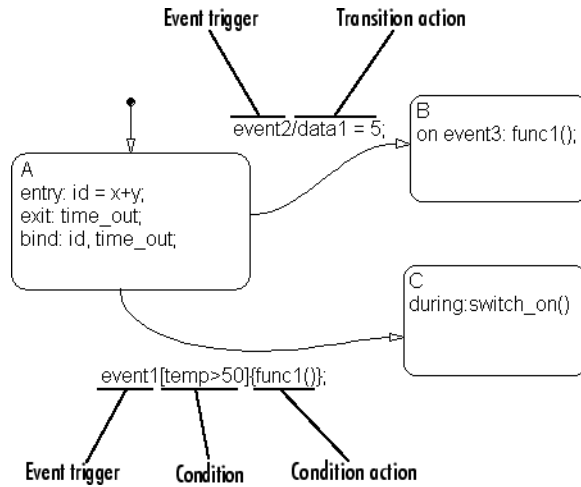 Event trigger
Transition action
event2/data1 = 5;
B
on event3: func1();
A
entry: id = x+y;
exit: time_out;
bind: id, time_out;
C
during:switch_on()
event1[temp>50]{func1()};
Event trigger
Condition
Condition action